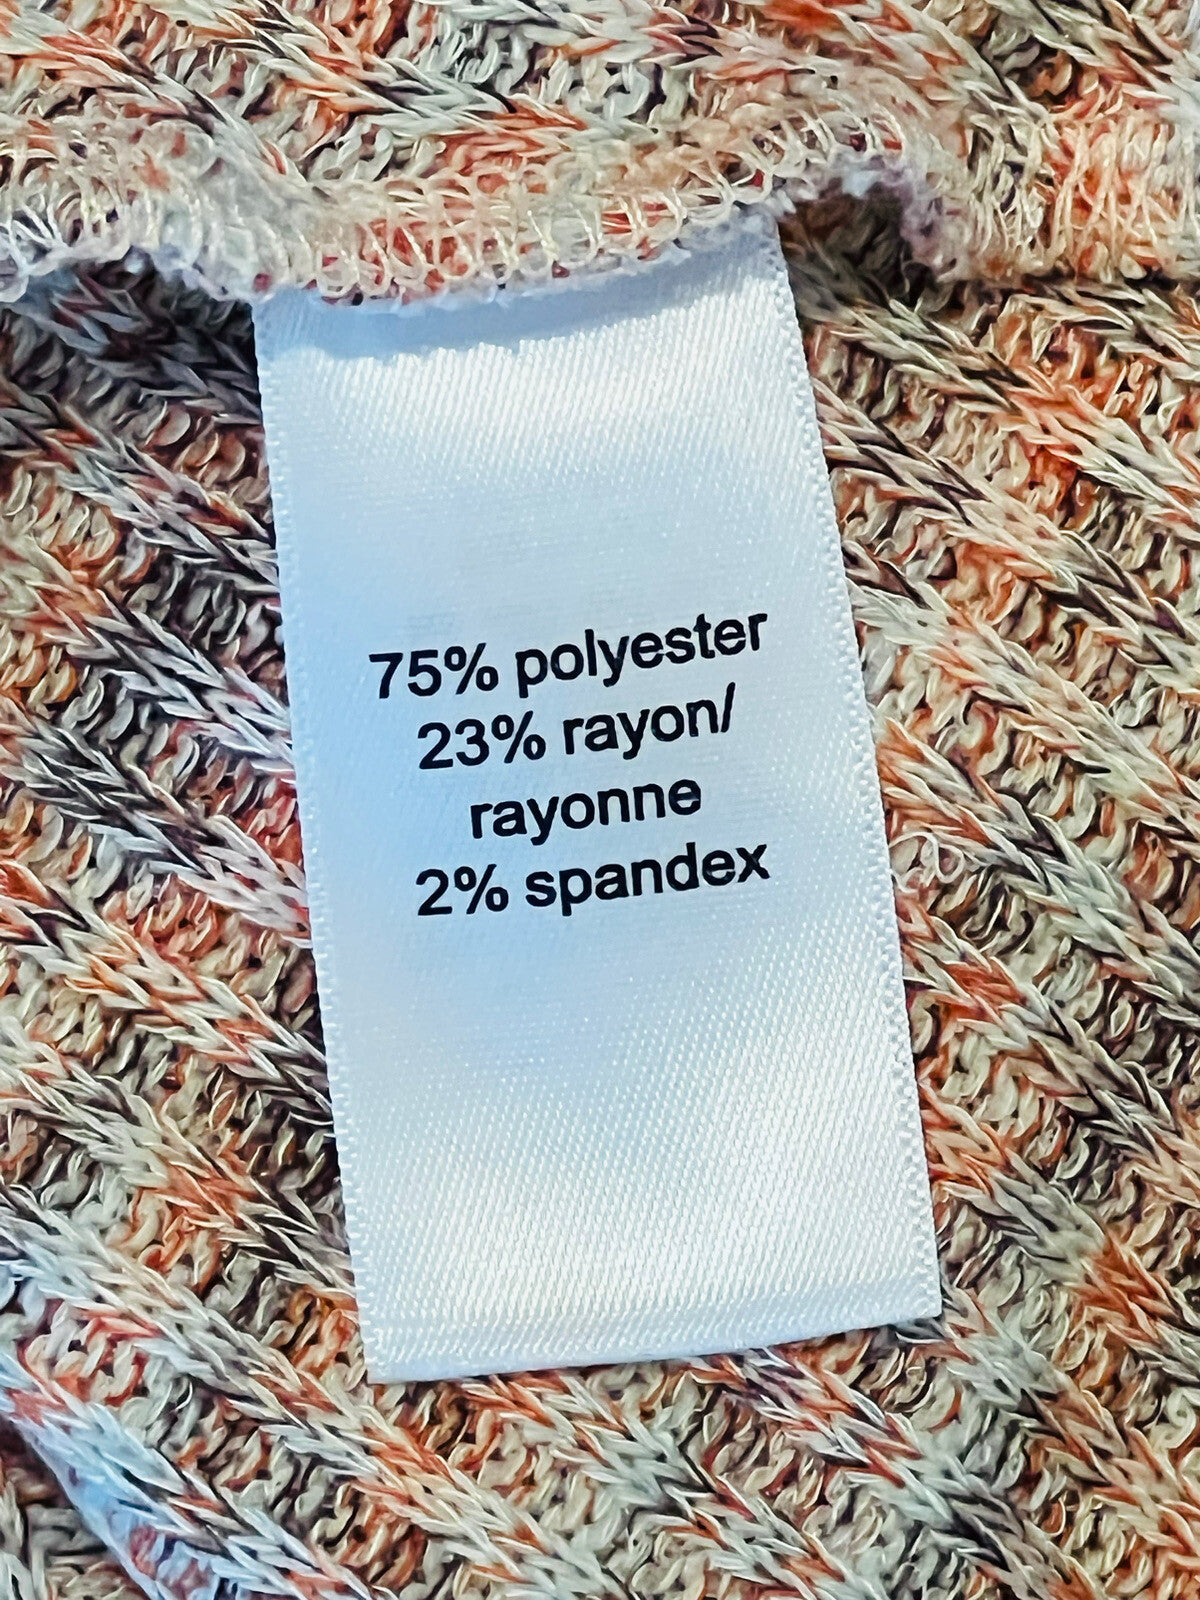 75% polyester
23% rayon/
rayonne
2% spandex